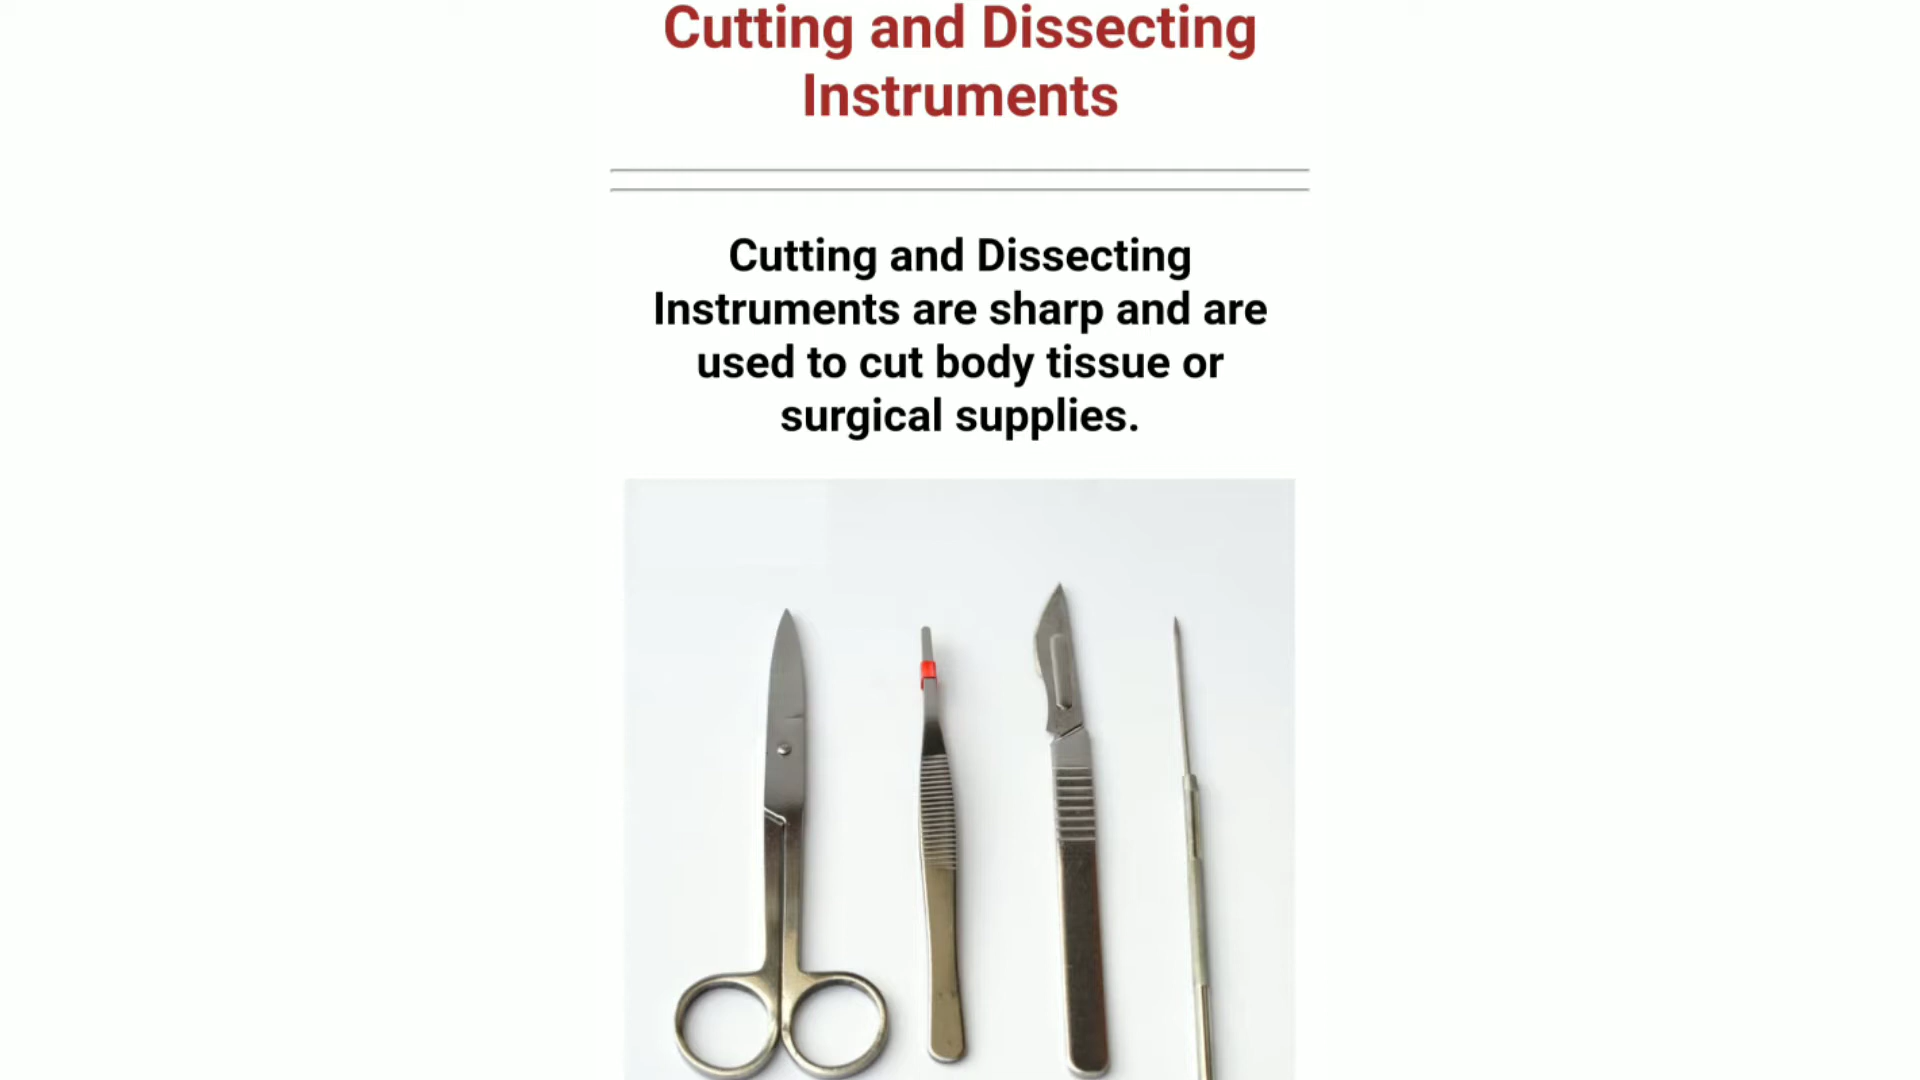 Cutting and Dissecting
Instruments
Cutting and Dissecting
Instruments are sharp and are
used to cut body tissue or
surgical supplies.